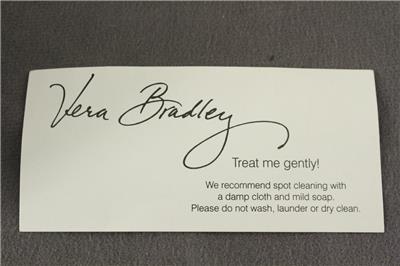 Vera Bradley
Treat me gently!
We recommend spot cleaning with
a damp cloth and mild soap.
Please do not wash, launder or dry clean.